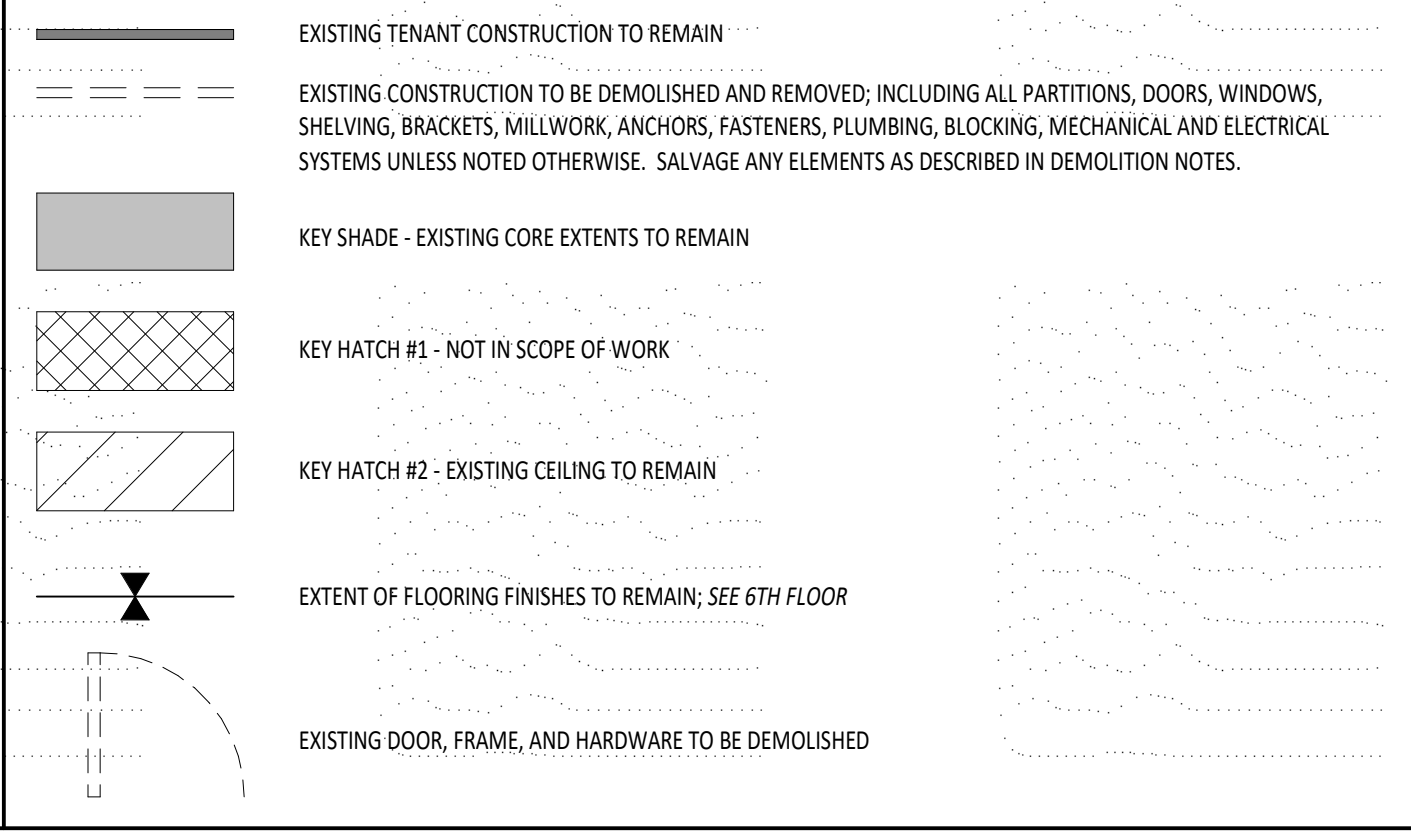 EXISTING TENANT CONSTRUCTION TO REMAIN
EXISTING CONSTRUCTION TO BE DEMOLISHED AND REMOVED; INCLUDING ALL PARTITIONS, DOORS, WINDOWS,
SHELVING, BRACKETS, MILLWORK, ANCHORS, FASTENERS, PLUMBING, BLOCKING, MECHANICAL AND ELECTRICAL
SYSTEMS UNLESS NOTED OTHERWISE.  SALVAGE ANY ELEMENTS AS DESCRIBED IN DEMOLITION NOTES.
KEY SHADE - EXISTING CORE EXTENTS TO REMAIN
KEY HATCH #1 - NOT IN SCOPE OF WORK
KEY HATCH #2 - EXISTING CEILING TO REMAIN
EXTENT OF FLOORING FINISHES TO REMAIN; SEE 6TH FLOOR
EXISTING DOOR, FRAME, AND HARDWARE TO BE DEMOLISHED